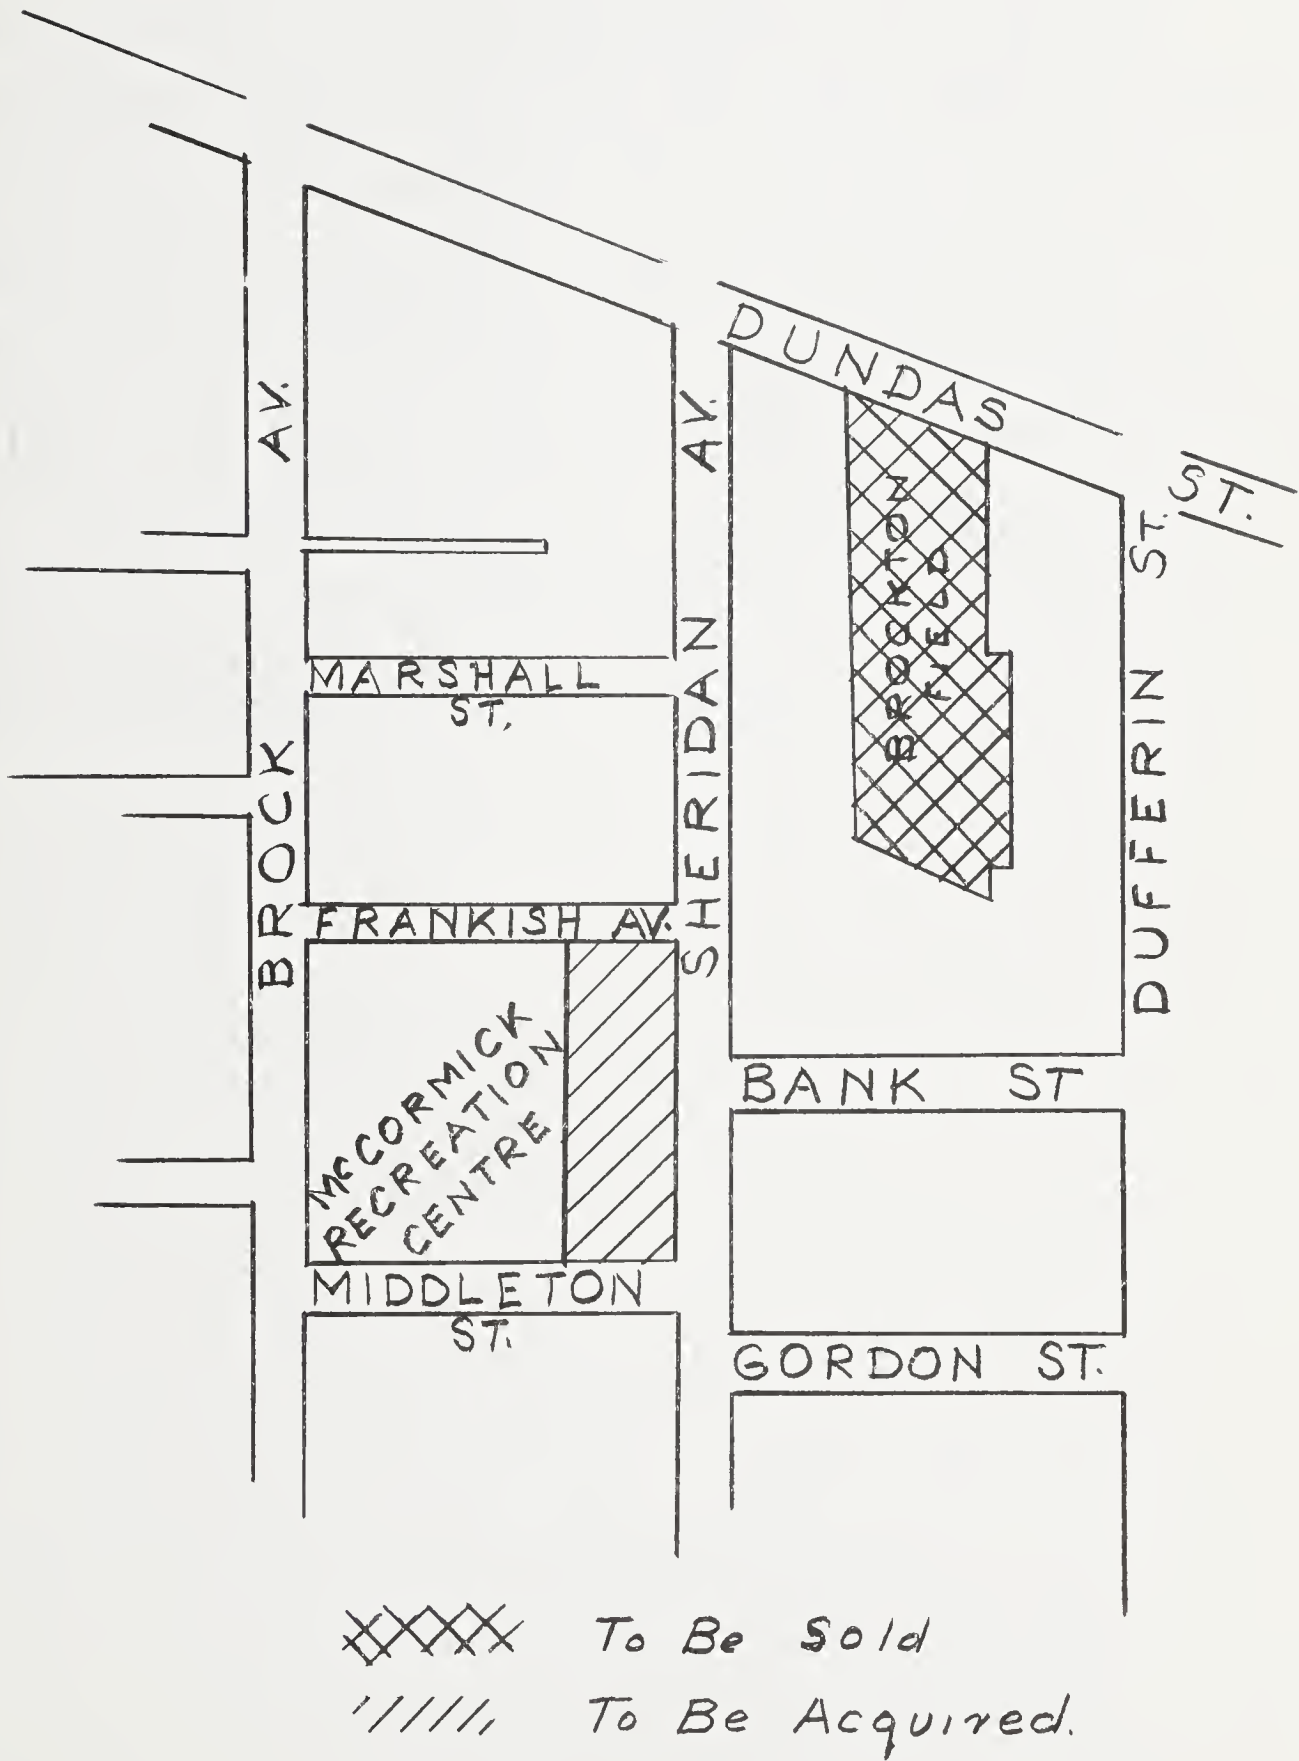 DUNDAS ST.
BROCK AV.
SHERIDAN AV.
DUFFERIN ST.
BROCKTON
FIELD
MARSHALL
ST.
FRANKISH AV.
McCORMICK
RECREATION
CENTRE
BANK ST
MIDDLETON
ST.
GORDON ST.
To Be Sold
To Be Acquired.